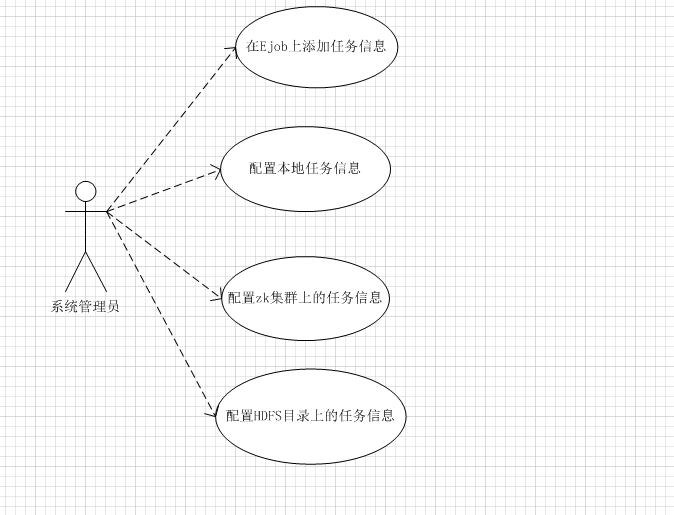 在Ejob上添加任务信息
配置本地任务信息
配置zk集群上的任务信息
系统管理员
配置HDFS目录上的任务信息